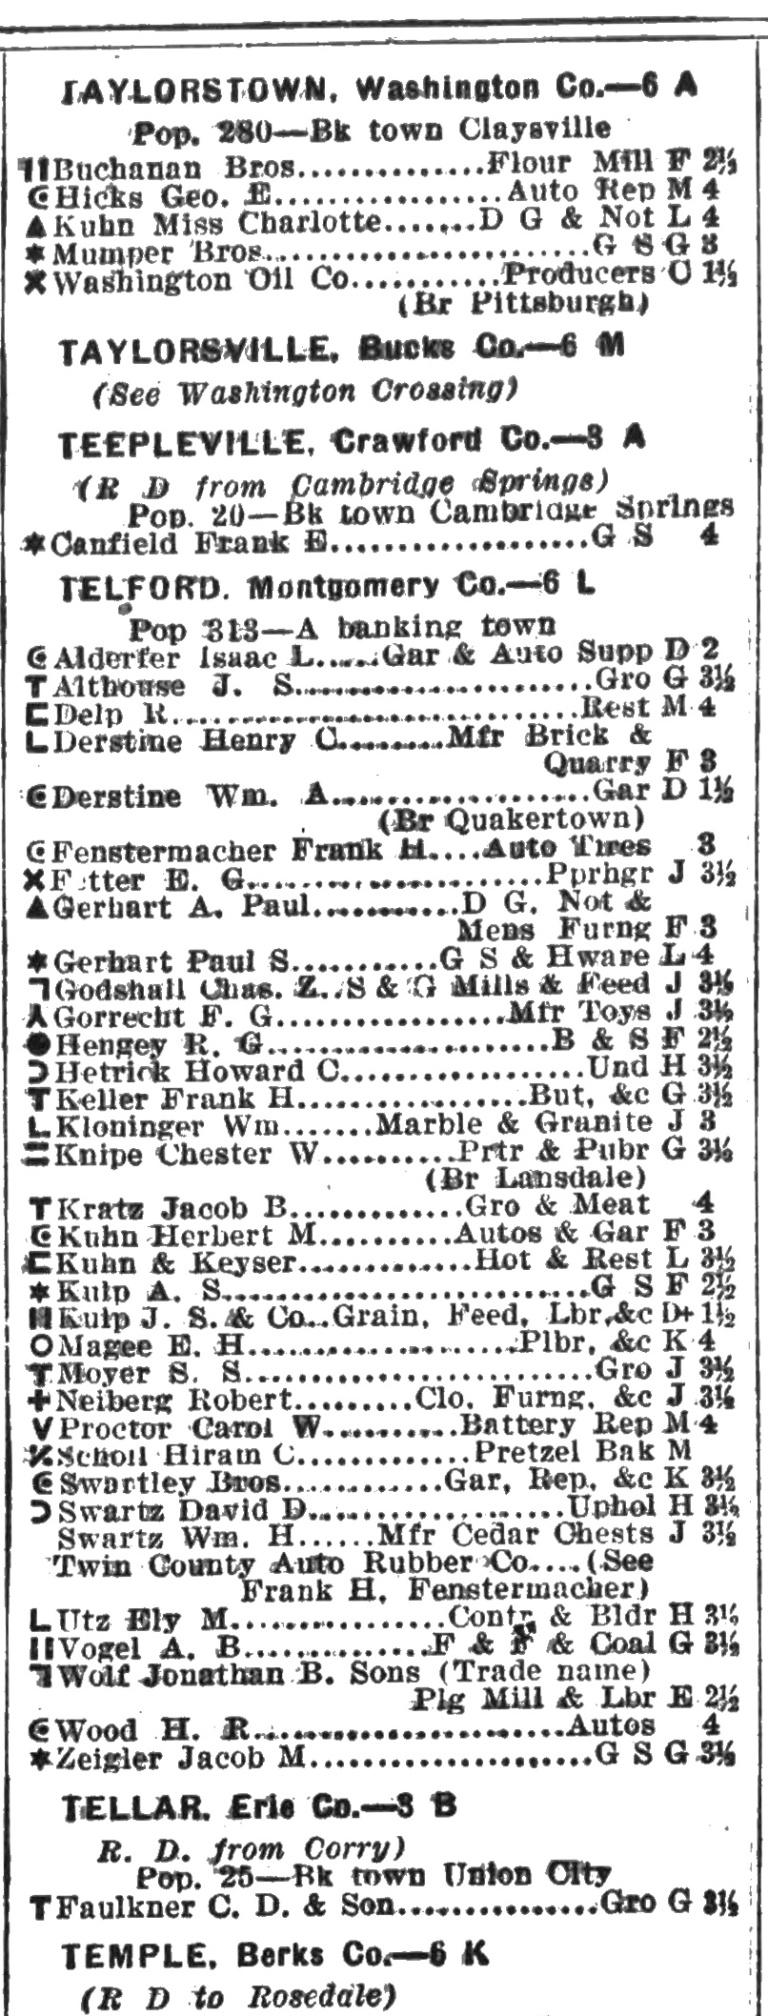 TAYLORSTOWN, Washington Co.—6 A
Pop. 280—Bk town Claysville
Buchanan Bros..............Flour Mill F 2½
Hicks Geo. E.................Auto Rep M 4
Kuhn Miss Charlotte.......D G & Not L 4
Mumper Bros.........................G S G 3
Washington Oil Co...........Producers O 1½
(Br Pittsburgh)
TAYLORSVILLE, Bucks Co.—6 M
(See Washington Crossing)
TEEPLEVILLE, Crawford Co.—3 A
(R D from Cambridge Springs)
Pop. 20—Bk town Cambridge Springs
Canfield Frank E....................G S 4
TELFORD, Montgomery Co.—6 L
Pop 313—A banking town
Alderfer Isaac L......Gar & Auto Supp D 2
Althouse J. S.......................Gro G 3½
Delp R...............................Rest M 4
Derstine Henry C.........Mfr Brick &
Quarry F 3
Derstine Wm. A....................Gar D 1½
(Br Quakertown)
Fenstermacher Frank H....Auto Tires 3
F tter E. G.......................Pprhgr J 3½
Gerhart A. Paul............D G, Not &
Mens Furng F 3
Gerhart Paul S...........G S & Hware L 4
Godshall Chas. Z..S & G Mills & Feed J 3½
Gorrecht F. G.................Mfr Toys J 3½
Hengey R. G......................B & S F 2½
Hetrick Howard C..................Und H 3½
Keller Frank H.................But, &c G 3½
Kloninger Wm.......Marble & Granite J 3
Knipe Chester W..........Prtr & Pubr G 3½
(Br Lansdale)
Kratz Jacob B.............Gro & Meat 4
Kuhn Herbert M..........Autos & Gar F 3
Kuhn & Keyser.............Hot & Rest L 3½
Kulp A. S............................G S F 2½
Kulp J. S. & Co...Grain, Feed, Lbr,&c D+ 1½
Magee E. H.....................Plbr, &c K 4
Moyer S. S..........................Gro J 3½
Neiberg Robert.........Clo, Furng, &c J 3½
Proctor Carol W..........Battery Rep M 4
Scholl Hiram C.............Pretzel Bak M
Swartley Bros............Gar, Rep, &c K 3½
Swartz David D....................Uphol H 3½
Swartz Wm. H......Mfr Cedar Chests J 3½
Twin County Auto Rubber Co....(See
Frank H. Fenstermacher)
Utz Ely M................Contr & Bldr H 3½
Vogel A. B..............F & F & Coal G 3½
Wolf Jonathan B. Sons (Trade name)
Plg Mill & Lbr E 2½
Wood H. R........................Autos 4
Zeigler Jacob M......................G S G 3½
TELLAR, Erie Co.—3 B
R. D. from Corry)
Pop. 25—Bk town Union City
Faulkner C. D. & Son...............Gro G 3½
TEMPLE, Berks Co.—6 K
(R D to Rosedale)